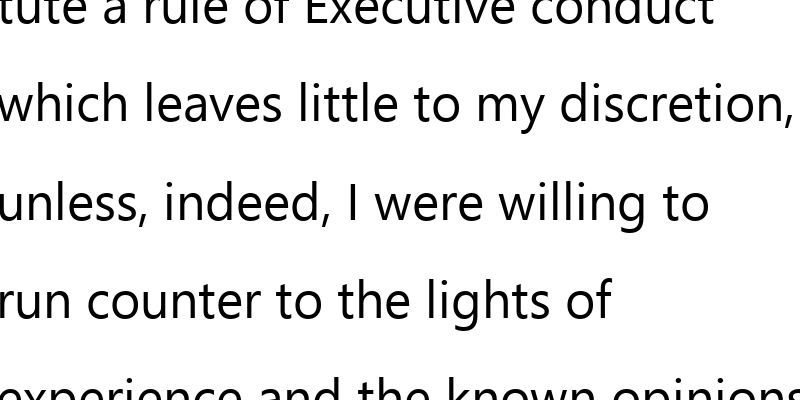 tute a rule of Executive conduct
which leaves little to my discretion,
unless, indeed, I were willing to
run counter to the lights of
experience and the known opinions